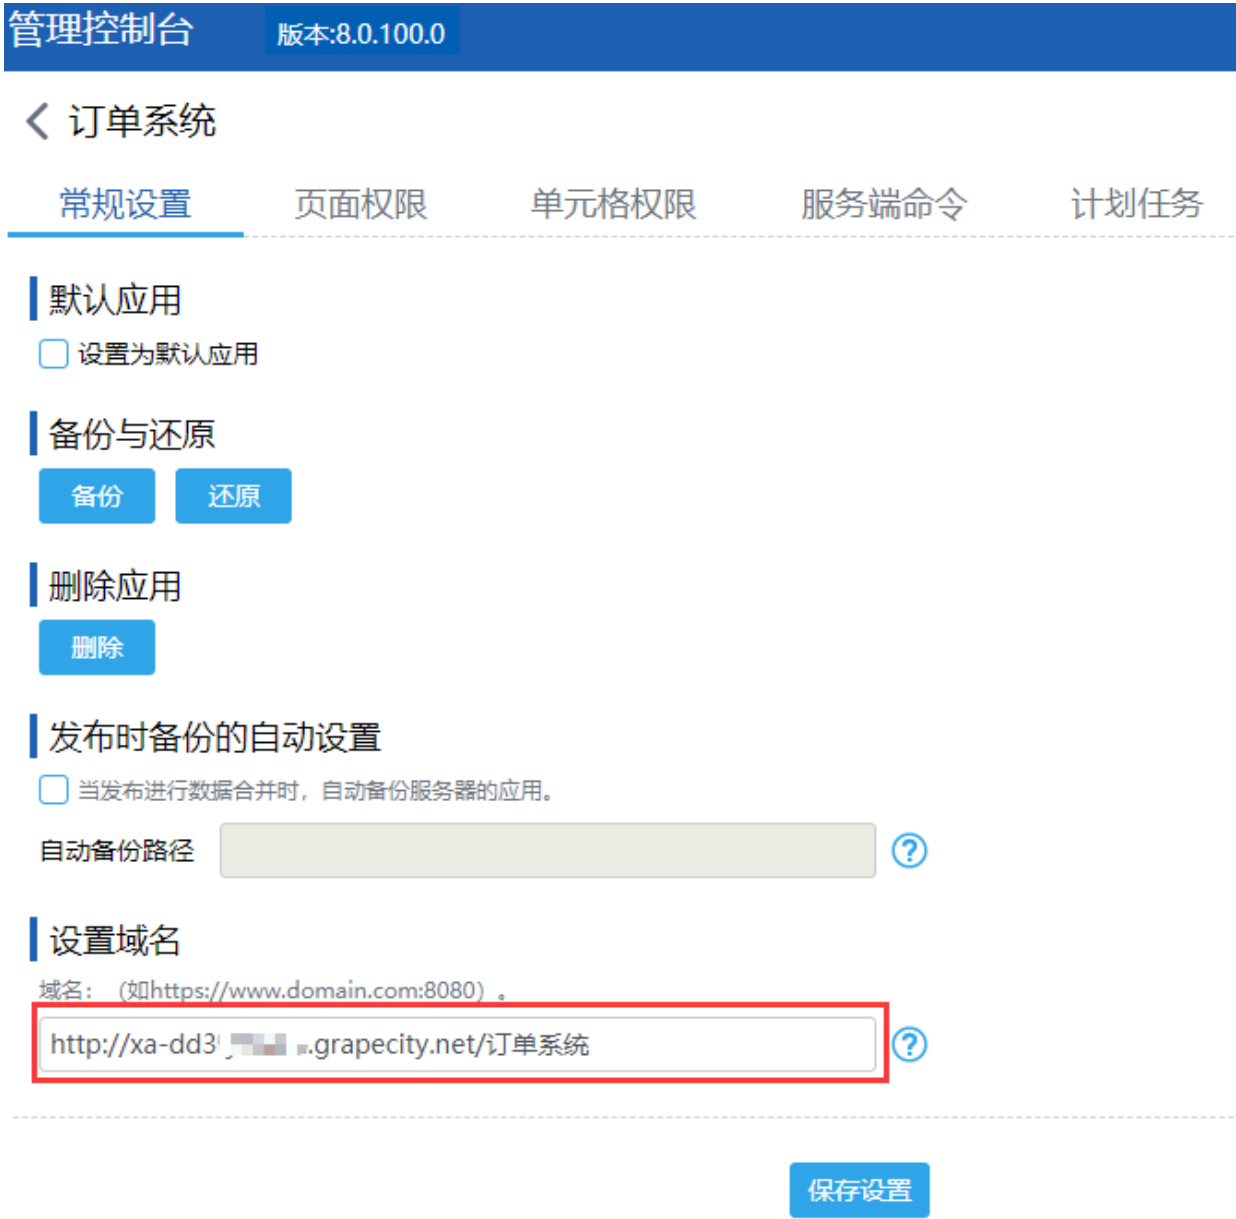 管理控制台 版本:8.0.100.0
订单系统
常规设置 页面权限 单元格权限 服务端命令 计划任务
默认应用
设置为默认应用
备份与还原
备份 还原
删除应用
删除
发布时备份的自动设置
当发布进行数据合并时，自动备份服务器的应用。
自动备份路径
设置域名
域名：（如https://www.domain.com:8080）。
http://xa-dd3 .grapecity.net/订单系统
保存设置